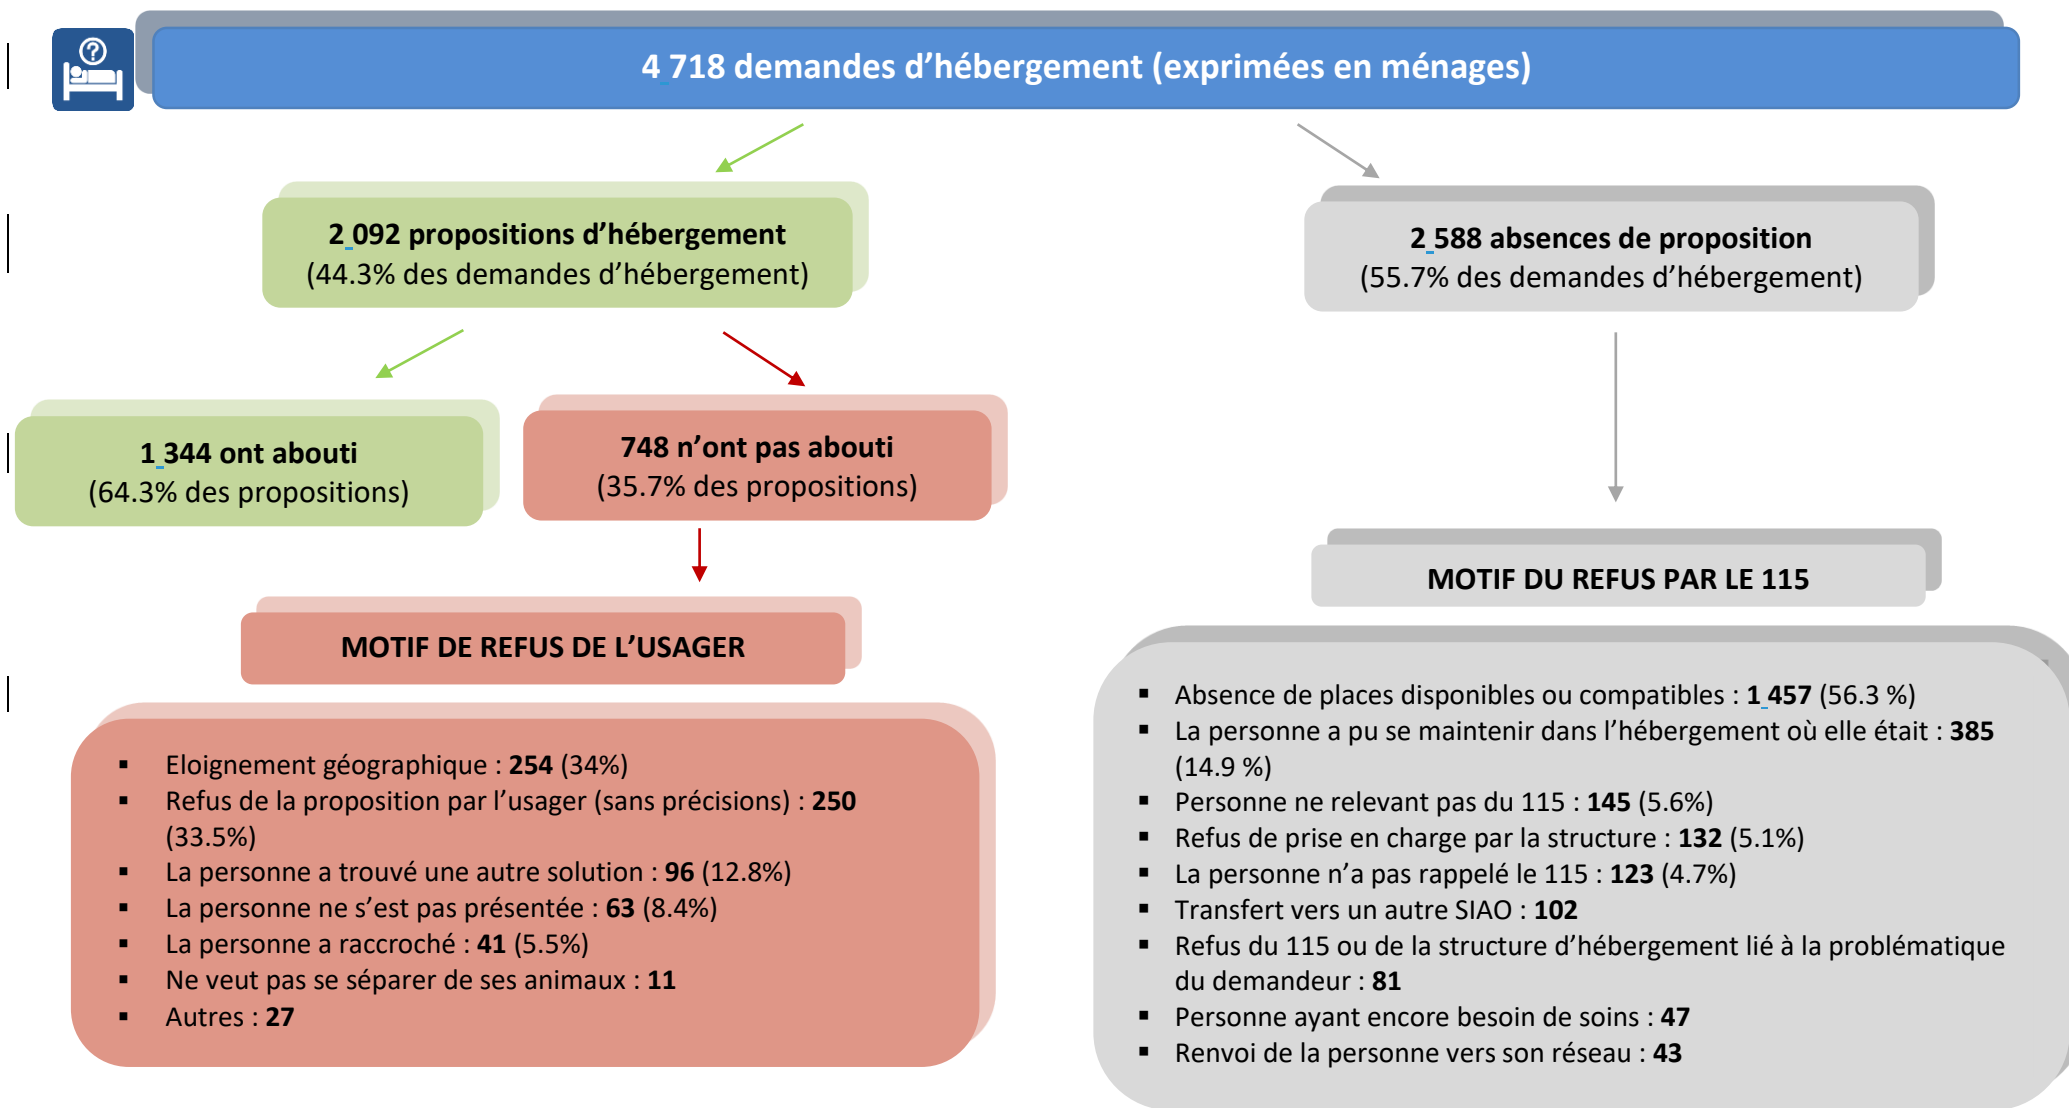 4 718 demandes d’hébergement (exprimées en ménages)
2 092 propositions d’hébergement
(44.3% des demandes d’hébergement)
2 588 absences de proposition
(55.7% des demandes d’hébergement)
1 344 ont abouti
(64.3% des propositions)
748 n’ont pas abouti
(35.7% des propositions)
MOTIF DE REFUS DE L’USAGER
▪ Eloignement géographique : 254 (34%)
▪ Refus de la proposition par l’usager (sans précisions) : 250
(33.5%)
▪ La personne a trouvé une autre solution : 96 (12.8%)
▪ La personne ne s’est pas présentée : 63 (8.4%)
▪ La personne a raccroché : 41 (5.5%)
▪ Ne veut pas se séparer de ses animaux : 11
▪ Autres : 27
MOTIF DU REFUS PAR LE 115
▪ Absence de places disponibles ou compatibles : 1 457 (56.3 %)
▪ La personne a pu se maintenir dans l’hébergement où elle était : 385
(14.9 %)
▪ Personne ne relevant pas du 115 : 145 (5.6%)
▪ Refus de prise en charge par la structure : 132 (5.1%)
▪ La personne n’a pas rappelé le 115 : 123 (4.7%)
▪ Transfert vers un autre SIAO : 102
▪ Refus du 115 ou de la structure d’hébergement lié à la problématique
du demandeur : 81
▪ Personne ayant encore besoin de soins : 47
▪ Renvoi de la personne vers son réseau : 43